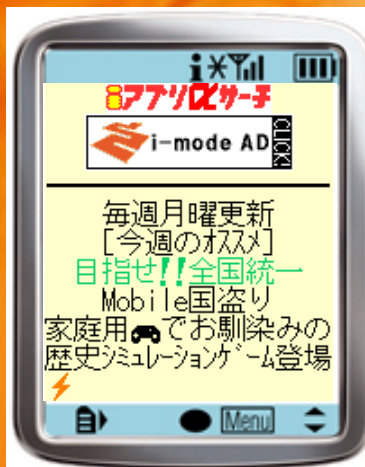 iアプリαサーチ
i-mode AD CLICK!
毎週月曜更新
[今週のｵｽｽﾒ]
目指せ!!全国統一
Mobile国盗り
家庭用🎮でお馴染みの
歴史ｼﾐｭﾚｰｼｮﾝｹﾞｰﾑ登場
Menu